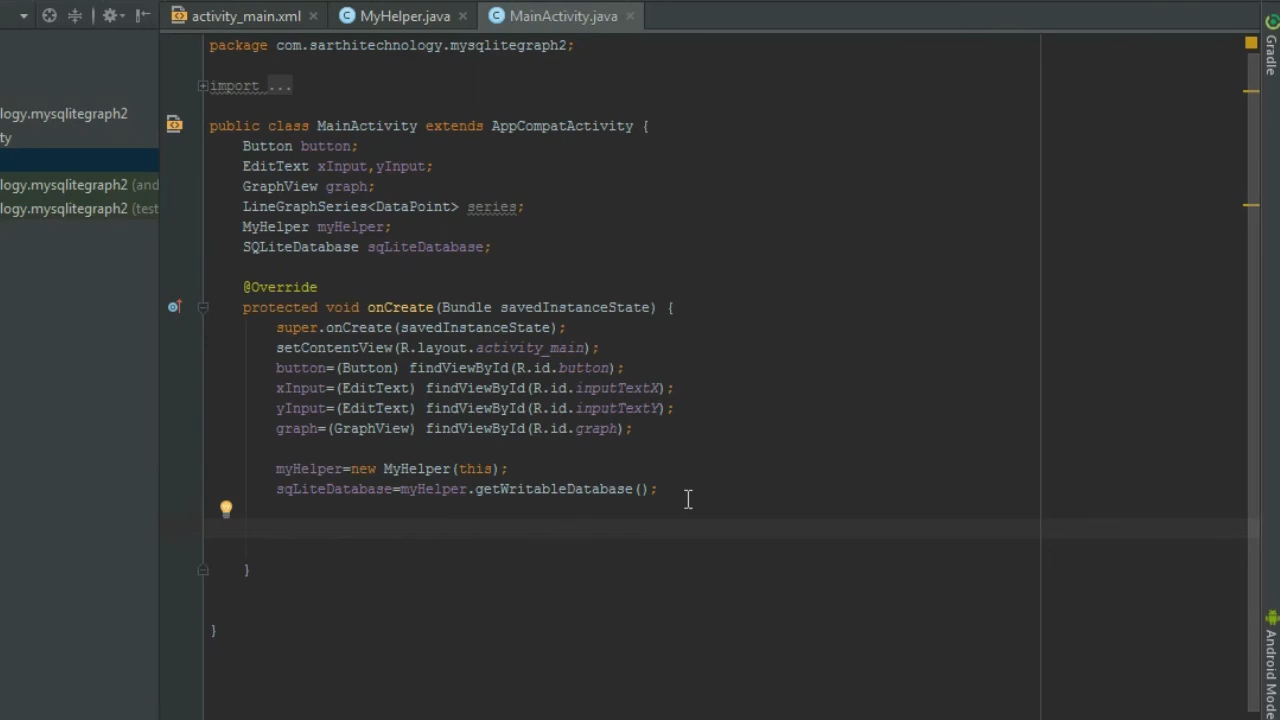 activity_main.xml
MyHelper.java
MainActivity.java
Gradle
logy.mysqlitegraph2
ty
logy.mysqlitegraph2 (and
logy.mysqlitegraph2 (test
package com.sarthitechnology.mysqlitegraph2;
import ...
public class MainActivity extends AppCompatActivity {
Button button;
EditText xInput,yInput;
GraphView graph;
LineGraphSeries<DataPoint> series;
MyHelper myHelper;
SQLiteDatabase sqLiteDatabase;
@Override
protected void onCreate(Bundle savedInstanceState) {
super.onCreate(savedInstanceState);
setContentView(R.layout.activity_main);
button=(Button) findViewById(R.id.button);
xInput=(EditText) findViewById(R.id.inputTextX);
yInput=(EditText) findViewById(R.id.inputTextY);
graph=(GraphView) findViewById(R.id.graph);
myHelper=new MyHelper(this);
sqLiteDatabase=myHelper.getWritableDatabase();
}
}
Android Mode